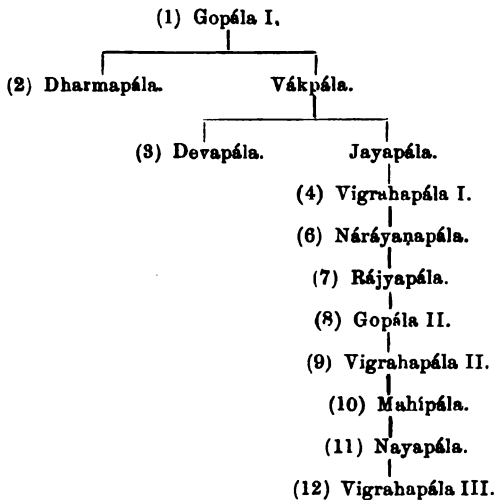 (1) Gopála I.
(2) Dharmapála. Vákpála.
(3) Devapála. Jayapála.
(4) Vigrahapála I.
(6) Náráyaṇapála.
(7) Rájyapála.
(8) Gopála II.
(9) Vigrahapála II.
(10) Mahípála.
(11) Nayapála.
(12) Vigrahapála III.